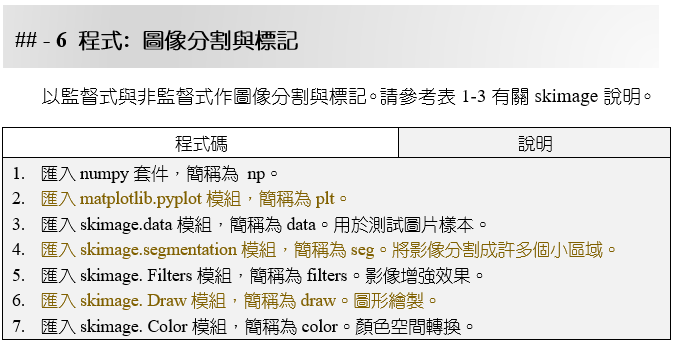 ## - 6 程式: 圖像分割與標記
以監督式與非監督式作圖像分割與標記。請參考表 1-3 有關 skimage 說明。
程式碼 說明
1. 匯入 numpy 套件，簡稱為 np。
2. 匯入 matplotlib.pyplot 模組，簡稱為 plt。
3. 匯入 skimage.data 模組，簡稱為 data。用於測試圖片樣本。
4. 匯入 skimage.segmentation 模組，簡稱為 seg。將影像分割成許多個小區域。
5. 匯入 skimage. Filters 模組，簡稱為 filters。影像增強效果。
6. 匯入 skimage. Draw 模組，簡稱為 draw。圖形繪製。
7. 匯入 skimage. Color 模組，簡稱為 color。顏色空間轉換。